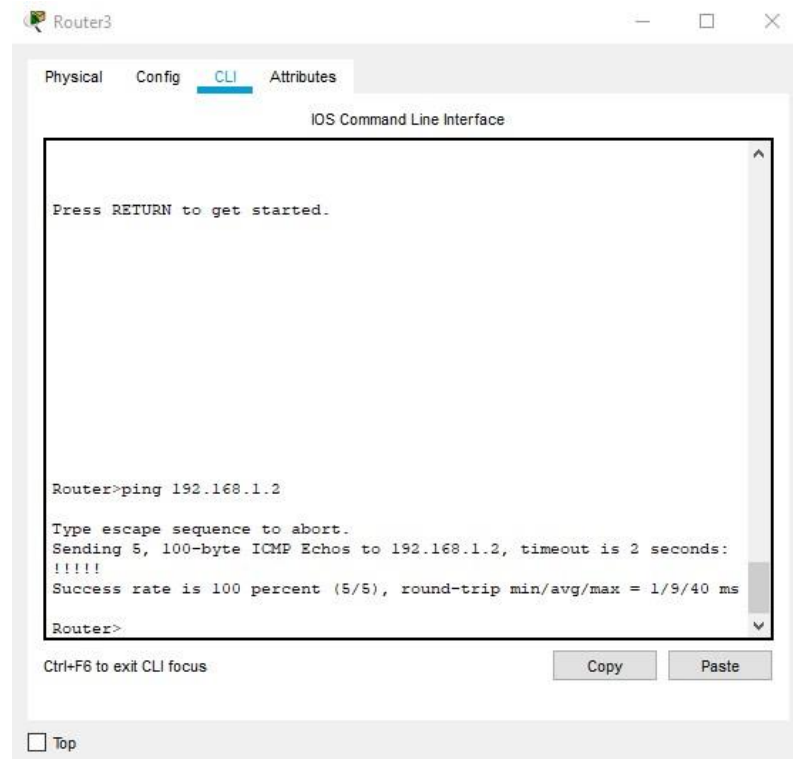 Router3
Physical Config CLI Attributes
IOS Command Line Interface
Press RETURN to get started.
Router>ping 192.168.1.2
Type escape sequence to abort.
Sending 5, 100-byte ICMP Echos to 192.168.1.2, timeout is 2 seconds:
!!!!!
Success rate is 100 percent (5/5), round-trip min/avg/max = 1/9/40 ms
Router>
Ctrl+F6 to exit CLI focus
Copy Paste
Top